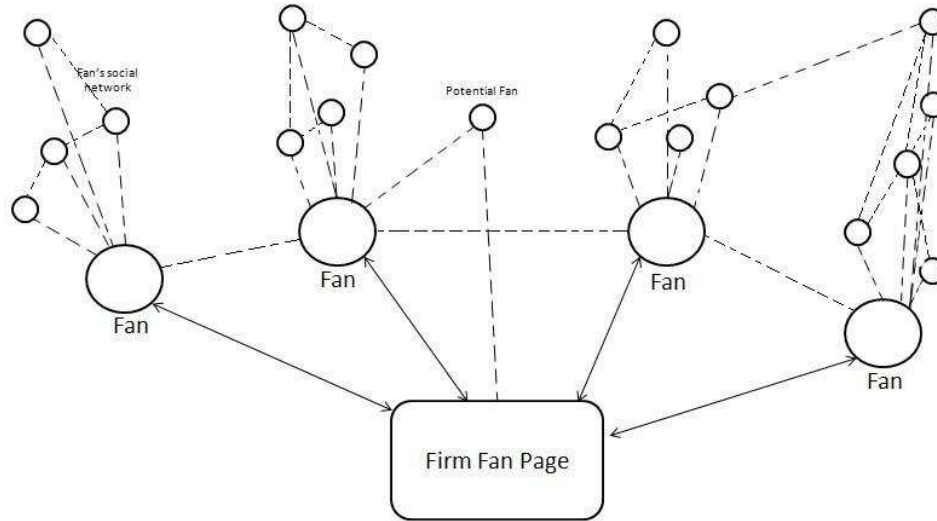 Fan's social
network
Potential Fan
Fan
Fan
Fan
Fan
Firm Fan Page